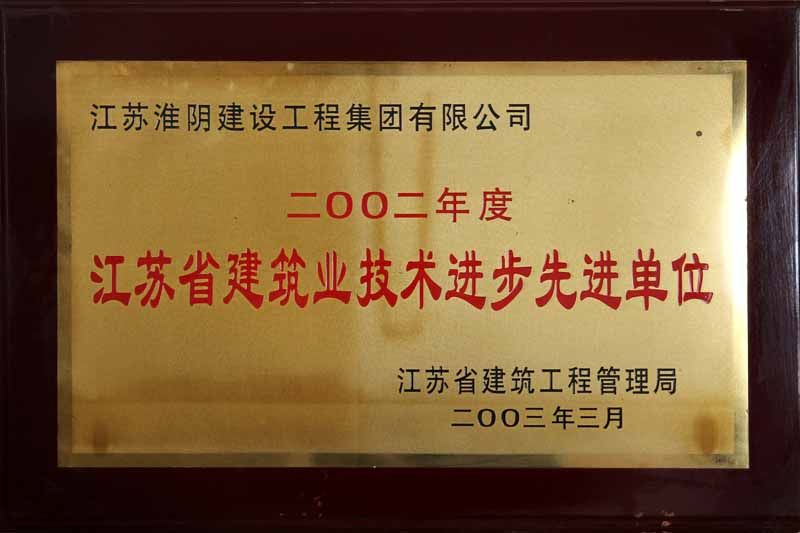 江苏淮阴建设工程集团有限公司
二OO二年度
江苏省建筑业技术进步先进单位
江苏省建筑工程管理局
二OO三年三月